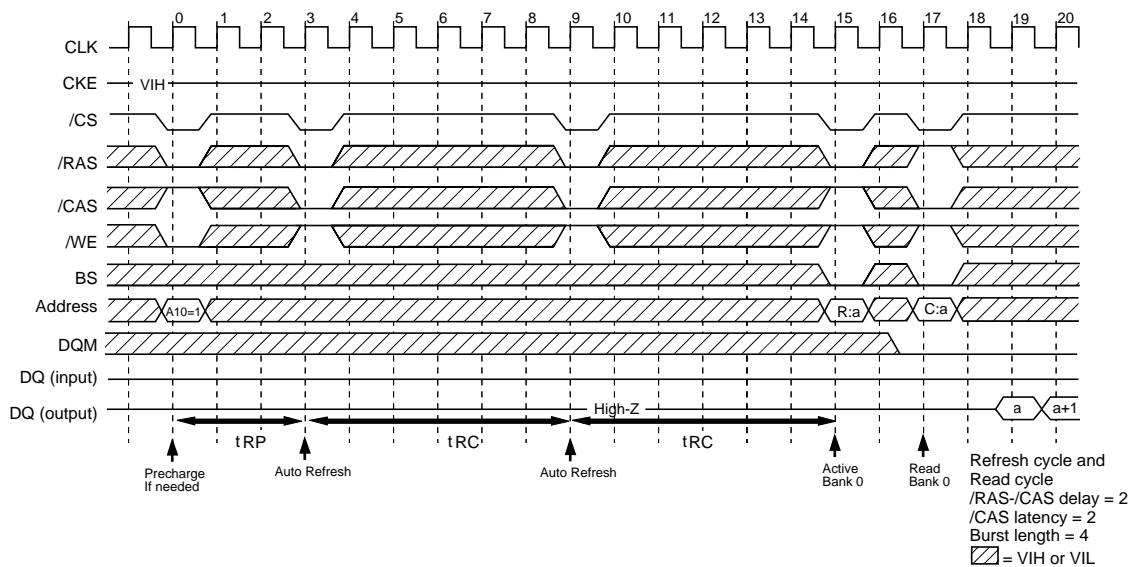 0 1 2 3 4 5 6 7 8 9 10 11 12 13 14 15 16 17 18 19 20
CLK
CKE VIH
/CS
/RAS
/CAS
/WE
BS
Address A10=1 R:a C:a
DQM
DQ (input)
DQ (output) High-Z a a+1
tRP tRC tRC
Precharge
If needed
Auto Refresh
Auto Refresh
Active
Bank 0
Read
Bank 0
Refresh cycle and
Read cycle
/RAS-/CAS delay = 2
/CAS latency = 2
Burst length = 4
= VIH or VIL